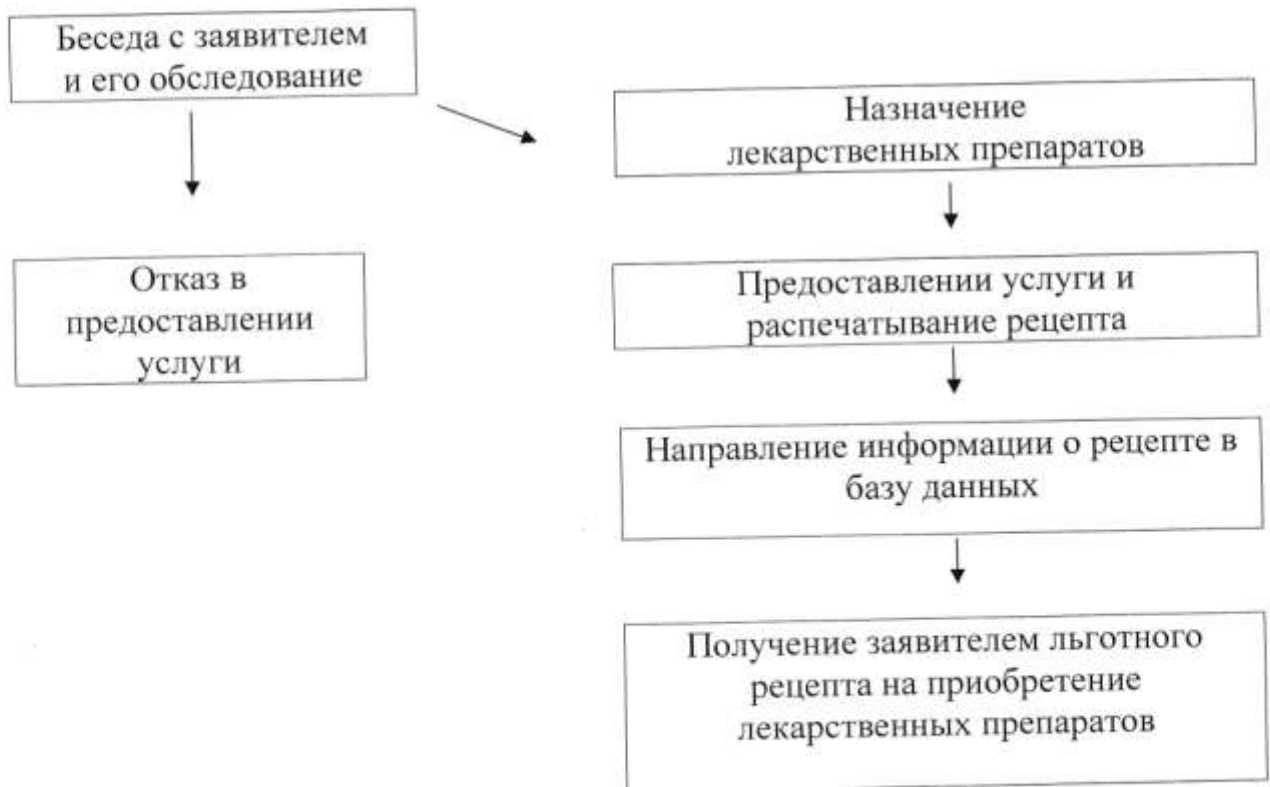 Беседа с заявителем
и его обследование
Назначение
лекарственных препаратов
Отказ в
предоставлении
услуги
Предоставлении услуги и
распечатывание рецепта
Направление информации о рецепте в
базу данных
Получение заявителем льготного
рецепта на приобретение
лекарственных препаратов